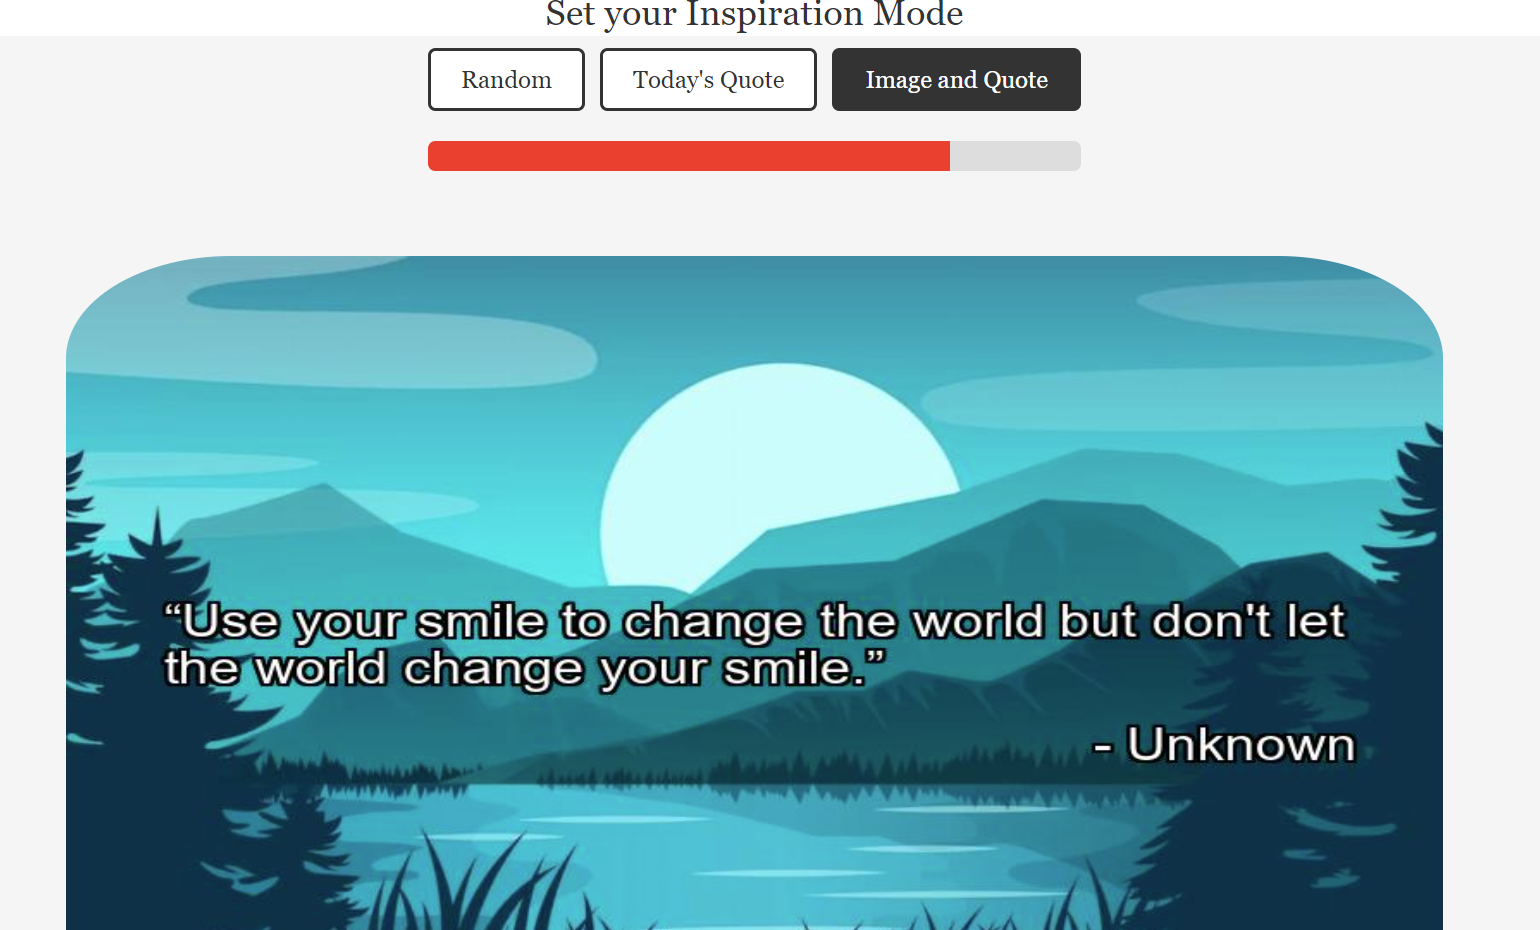 Set your Inspiration Mode
Random
Today's Quote
Image and Quote
“Use your smile to change the world but don't let
the world change your smile.”
- Unknown